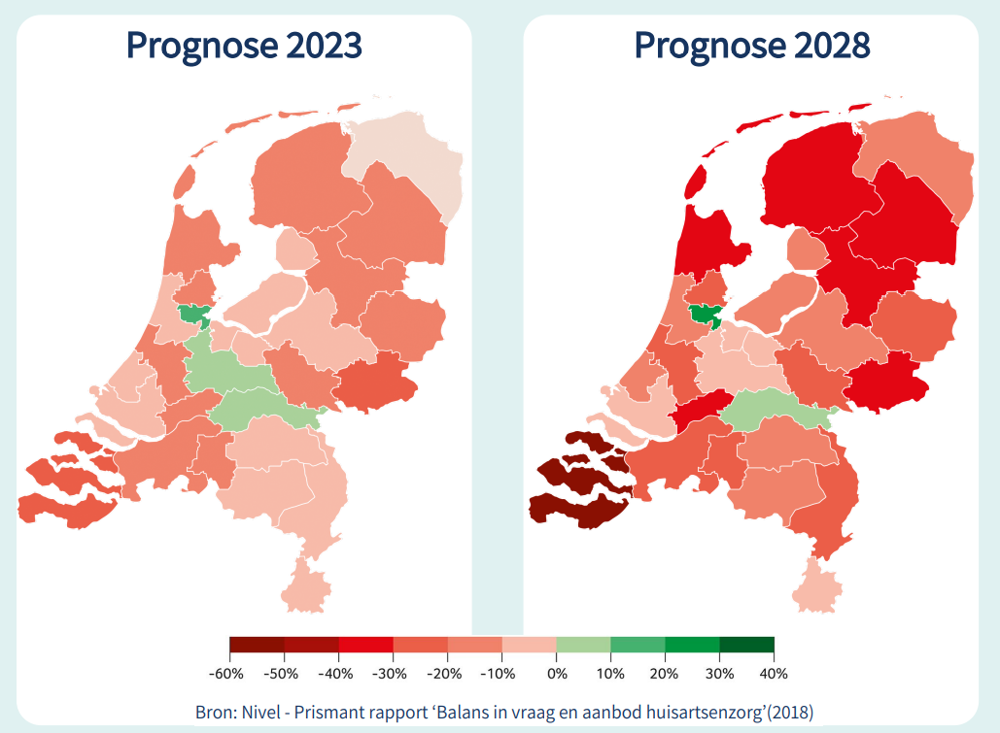 Prognose 2023
Prognose 2028
-60% -50% -40% -30% -20% -10% 0% 10% 20% 30% 40%
Bron: Nivel - Prismant rapport ‘Balans in vraag en aanbod huisartsenzorg’(2018)